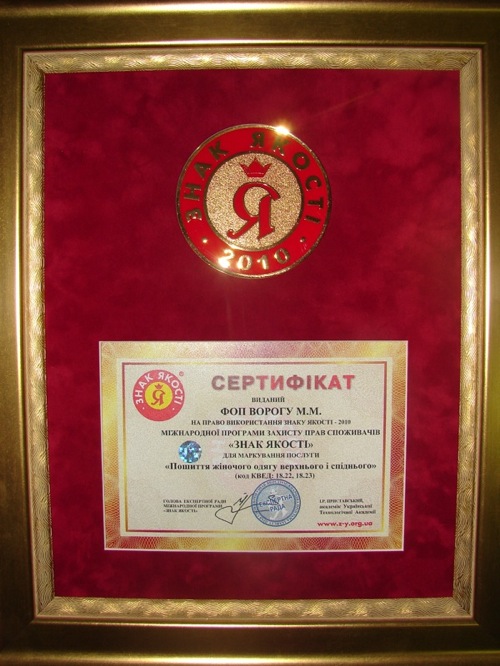 ЗНАК ЯКОСТІ
Я
2010
ЗНАК ЯКОСТІ
Я
СЕРТИФІКАТ
ВИДАНИЙ
ФОП ВОРОГУ М.М.
НА ПРАВО ВИКОРИСТАННЯ ЗНАКУ ЯКОСТІ - 2010
МІЖНАРОДНОЇ ПРОГРАМИ ЗАХИСТУ ПРАВ СПОЖИВАЧІВ
«ЗНАК ЯКОСТІ»
ДЛЯ МАРКУВАННЯ ПОСЛУГИ
«Пошиття жіночого одягу верхнього і спіднього»
(код КВЕД: 18.22, 18.23)
ГОЛОВА ЕКСПЕРТНОЇ РАДИ
МІЖНАРОДНОЇ ПРОГРАМИ
«ЗНАК ЯКОСТІ»
ЕКСПЕРТНА
РАДА
І.Р. ПРИСТАВСЬКИЙ,
академік Української
Технологічної Академії
www.z-y.org.ua